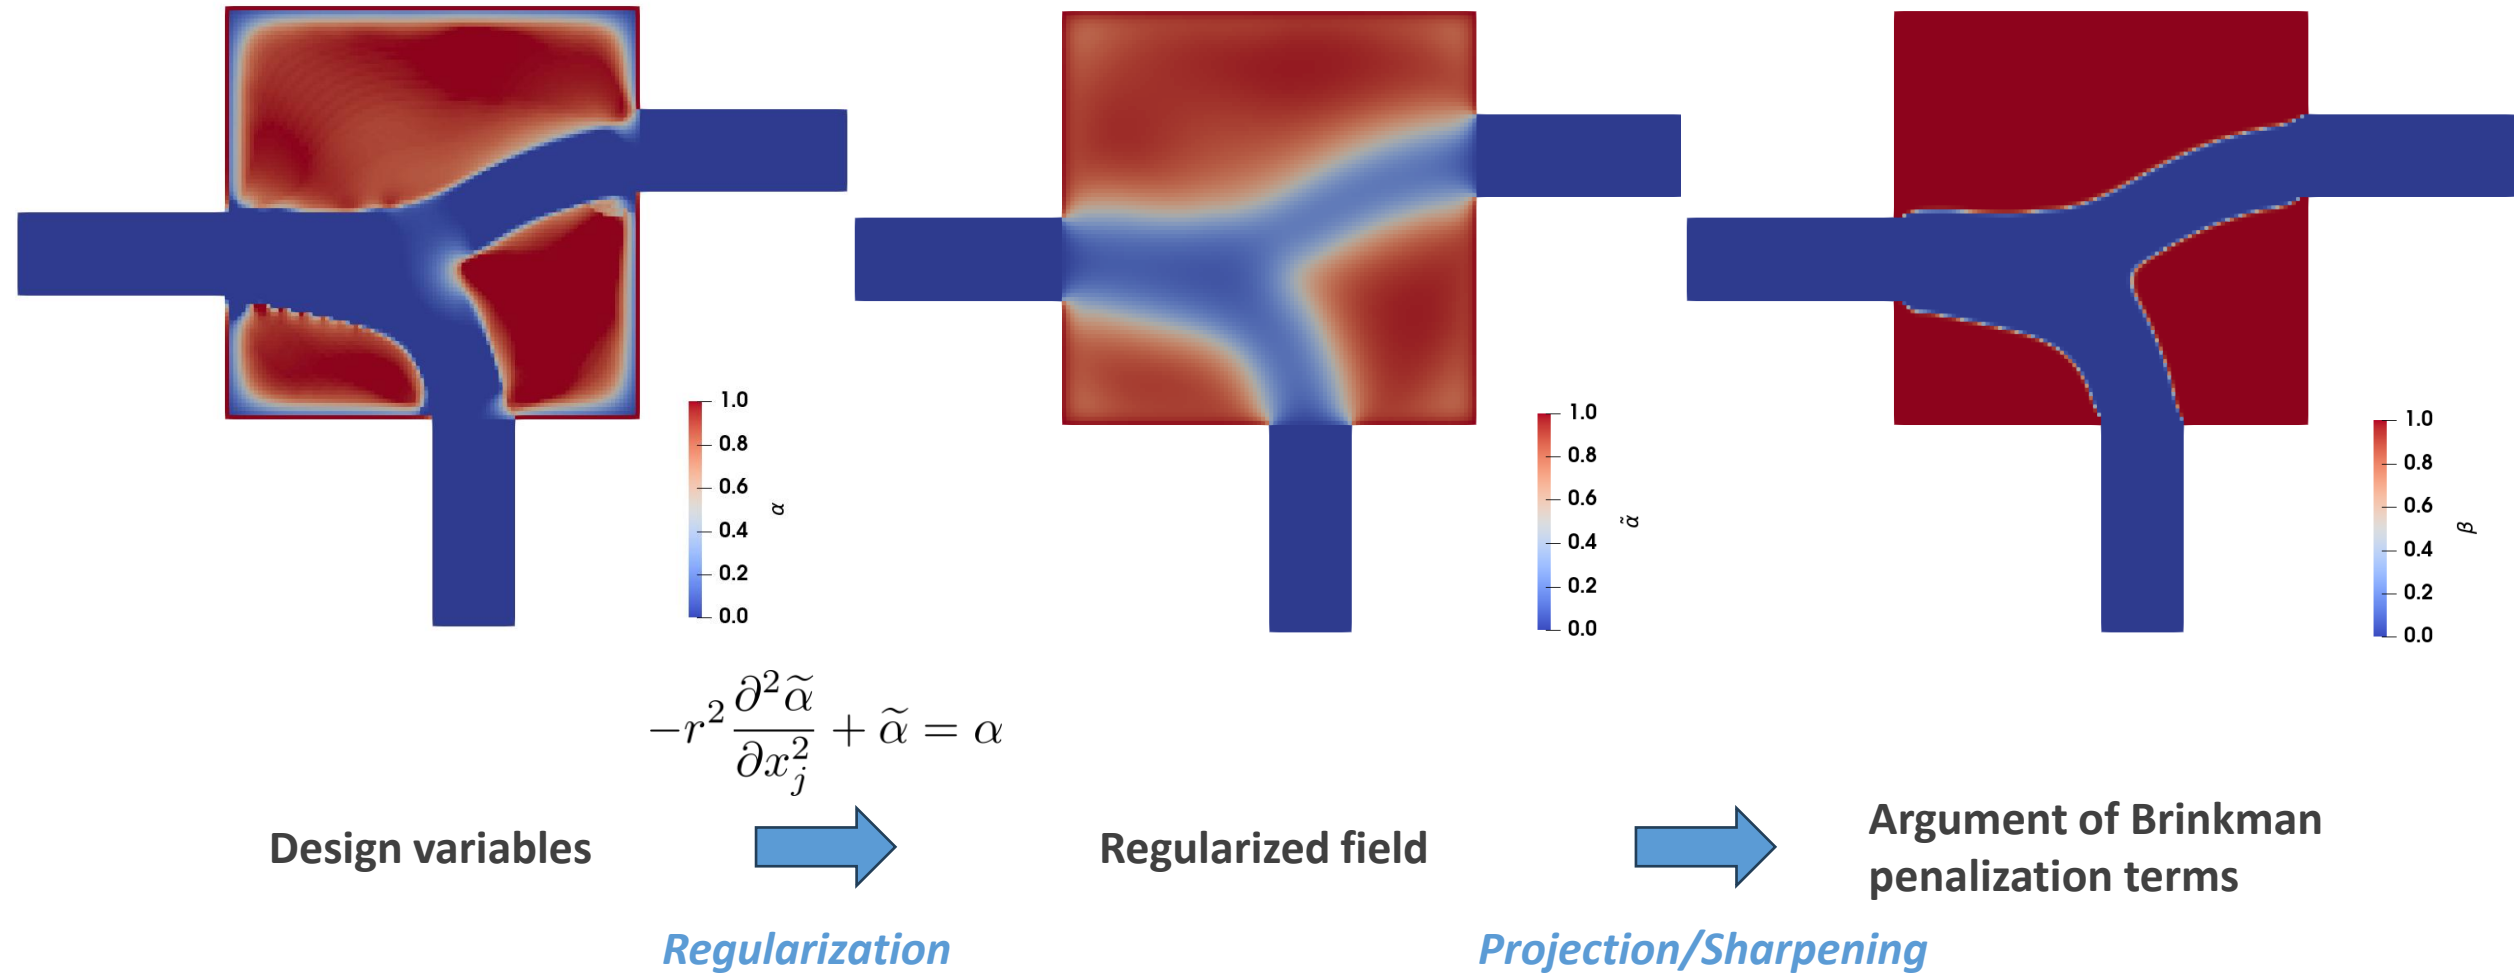 1.0
0.8
0.6
0.4
0.2
0.0
α
1.0
0.8
0.6
0.4
0.2
0.0
α̃
1.0
0.8
0.6
0.4
0.2
0.0
β
−r² ∂²α̃/∂x_j² + α̃ = α
Design variables
Regularized field
Argument of Brinkman
penalization terms
Regularization
Projection/Sharpening